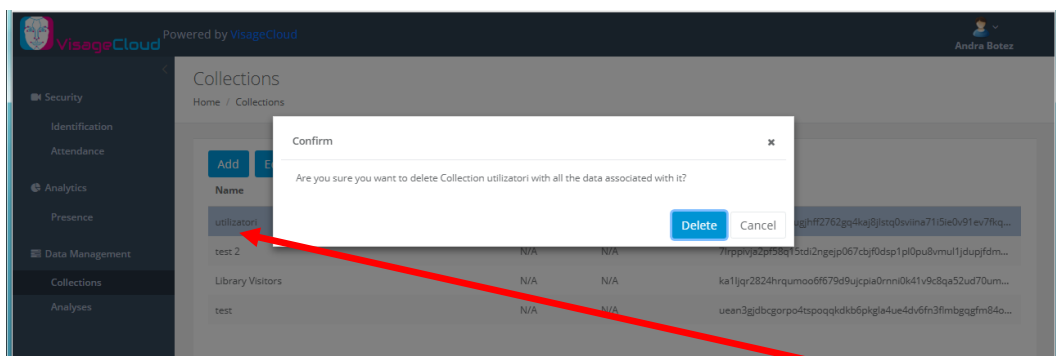 VisageCloud Powered by VisageCloud
Andra Botez
Collections
Home / Collections
Security
Identification
Attendance
Analytics
Presence
Data Management
Collections
Analyses
Confirm
×
Are you sure you want to delete Collection utilizatori with all the data associated with it?
Delete Cancel
Add
Name
utilizatori
test 2 N/A N/A
Library Visitors N/A N/A
test N/A N/A